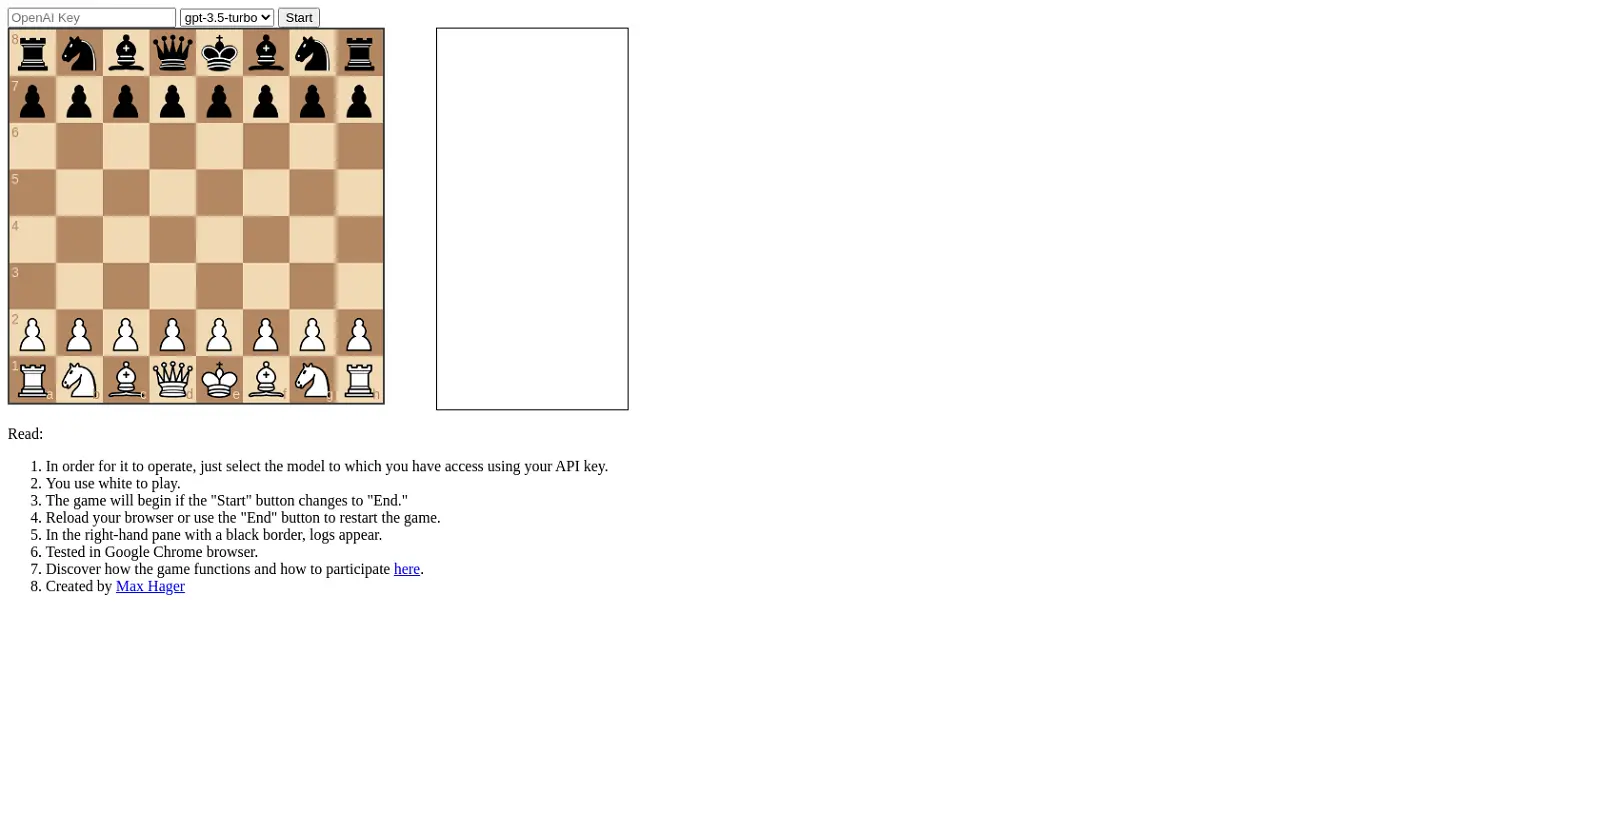 OpenAI Key gpt-3.5-turbo Start
8
7
6
5
4
3
2
1
a b c d e f g h
Read:
1. In order for it to operate, just select the model to which you have access using your API key.
2. You use white to play.
3. The game will begin if the "Start" button changes to "End."
4. Reload your browser or use the "End" button to restart the game.
5. In the right-hand pane with a black border, logs appear.
6. Tested in Google Chrome browser.
7. Discover how the game functions and how to participate here.
8. Created by Max Hager